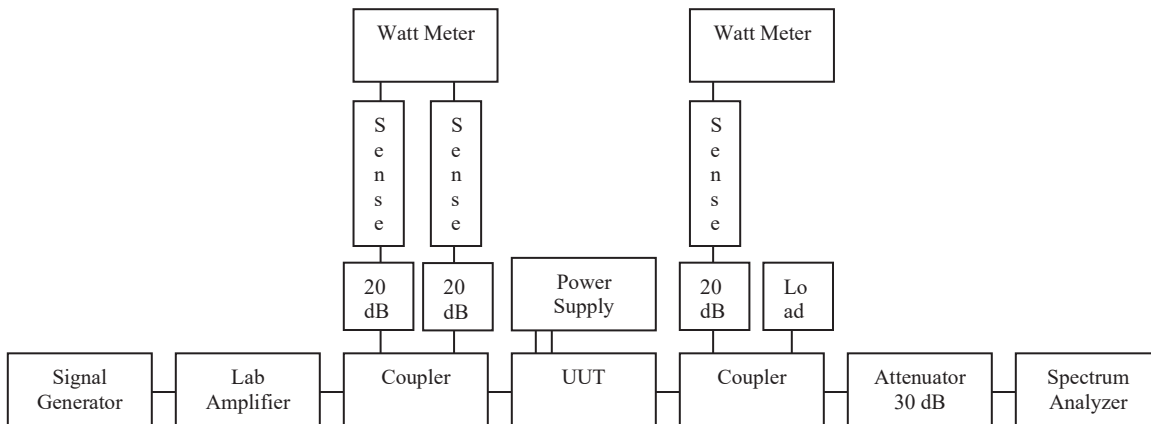 Watt Meter
Watt Meter
S
e
n
s
e
S
e
n
s
e
S
e
n
s
e
20
dB
20
dB
Power
Supply
20
dB
Lo
ad
Signal
Generator
Lab
Amplifier
Coupler
UUT
Coupler
Attenuator
30 dB
Spectrum
Analyzer